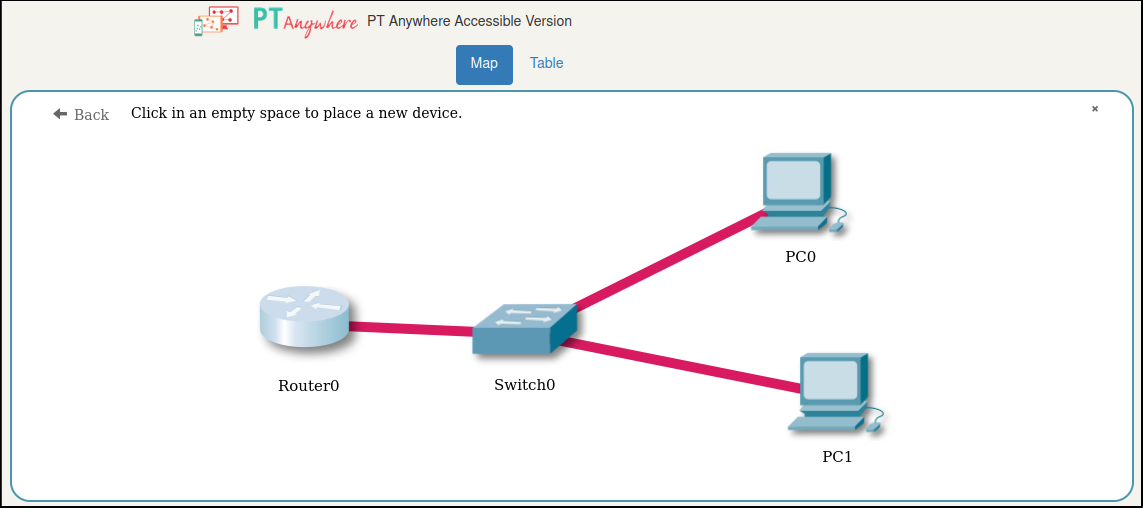 PT Anywhere PT Anywhere Accessible Version
Map Table
Back Click in an empty space to place a new device. ×
PC0
Router0 Switch0
PC1